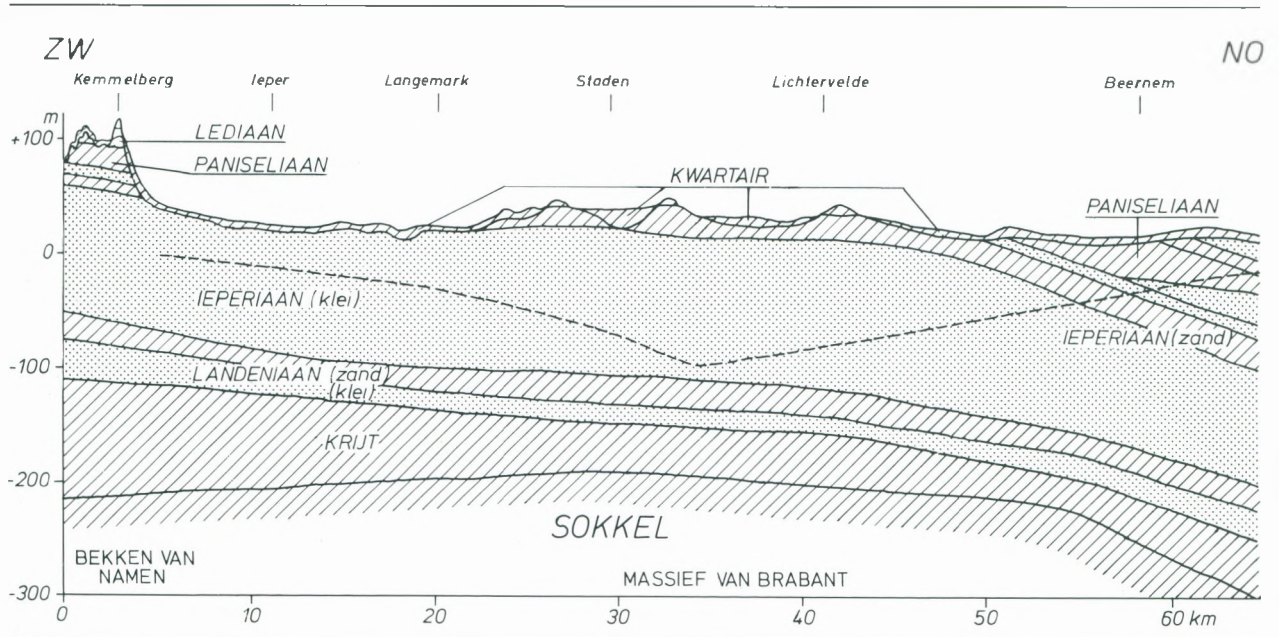 ZW
NO
Kemmelberg Ieper Langemark Staden Lichtervelde Beernem
m
+100
LEDIAAN
PANISELIAAN
KWARTAIR
PANISELIAAN
0
IEPERIAAN (klei)
IEPERIAAN (zand)
-100
LANDENIAAN (zand)
(klei)
KRIJT
-200
SOKKEL
BEKKEN VAN
NAMEN
MASSIEF VAN BRABANT
-300
0 10 20 30 40 50 60 km